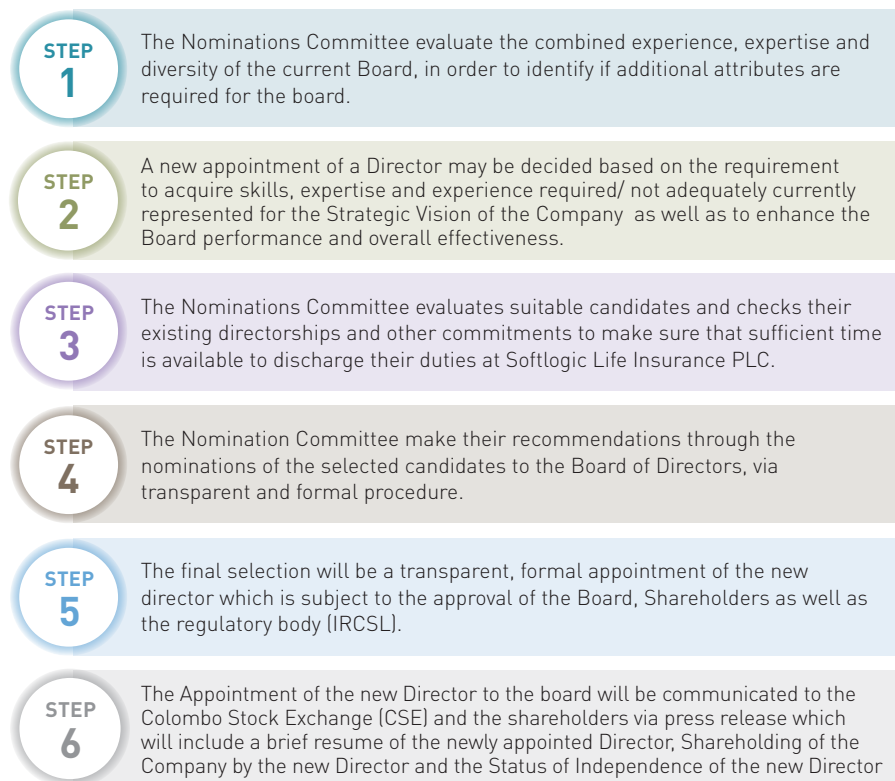 STEP
1
The Nominations Committee evaluate the combined experience, expertise and
diversity of the current Board, in order to identify if additional attributes are
required for the board.
STEP
2
A new appointment of a Director may be decided based on the requirement
to acquire skills, expertise and experience required/ not adequately currently
represented for the Strategic Vision of the Company as well as to enhance the
Board performance and overall effectiveness.
STEP
3
The Nominations Committee evaluates suitable candidates and checks their
existing directorships and other commitments to make sure that sufficient time
is available to discharge their duties at Softlogic Life Insurance PLC.
STEP
4
The Nomination Committee make their recommendations through the
nominations of the selected candidates to the Board of Directors, via
transparent and formal procedure.
STEP
5
The final selection will be a transparent, formal appointment of the new
director which is subject to the approval of the Board, Shareholders as well as
the regulatory body (IRCSL).
STEP
6
The Appointment of the new Director to the board will be communicated to the
Colombo Stock Exchange (CSE) and the shareholders via press release which
will include a brief resume of the newly appointed Director, Shareholding of the
Company by the new Director and the Status of Independence of the new Director